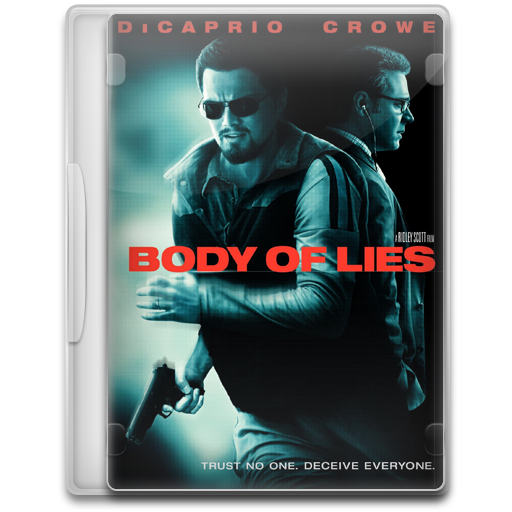 DiCAPRIO CROWE
A RIDLEY SCOTT FILM
BODY OF LIES
TRUST NO ONE. DECEIVE EVERYONE.